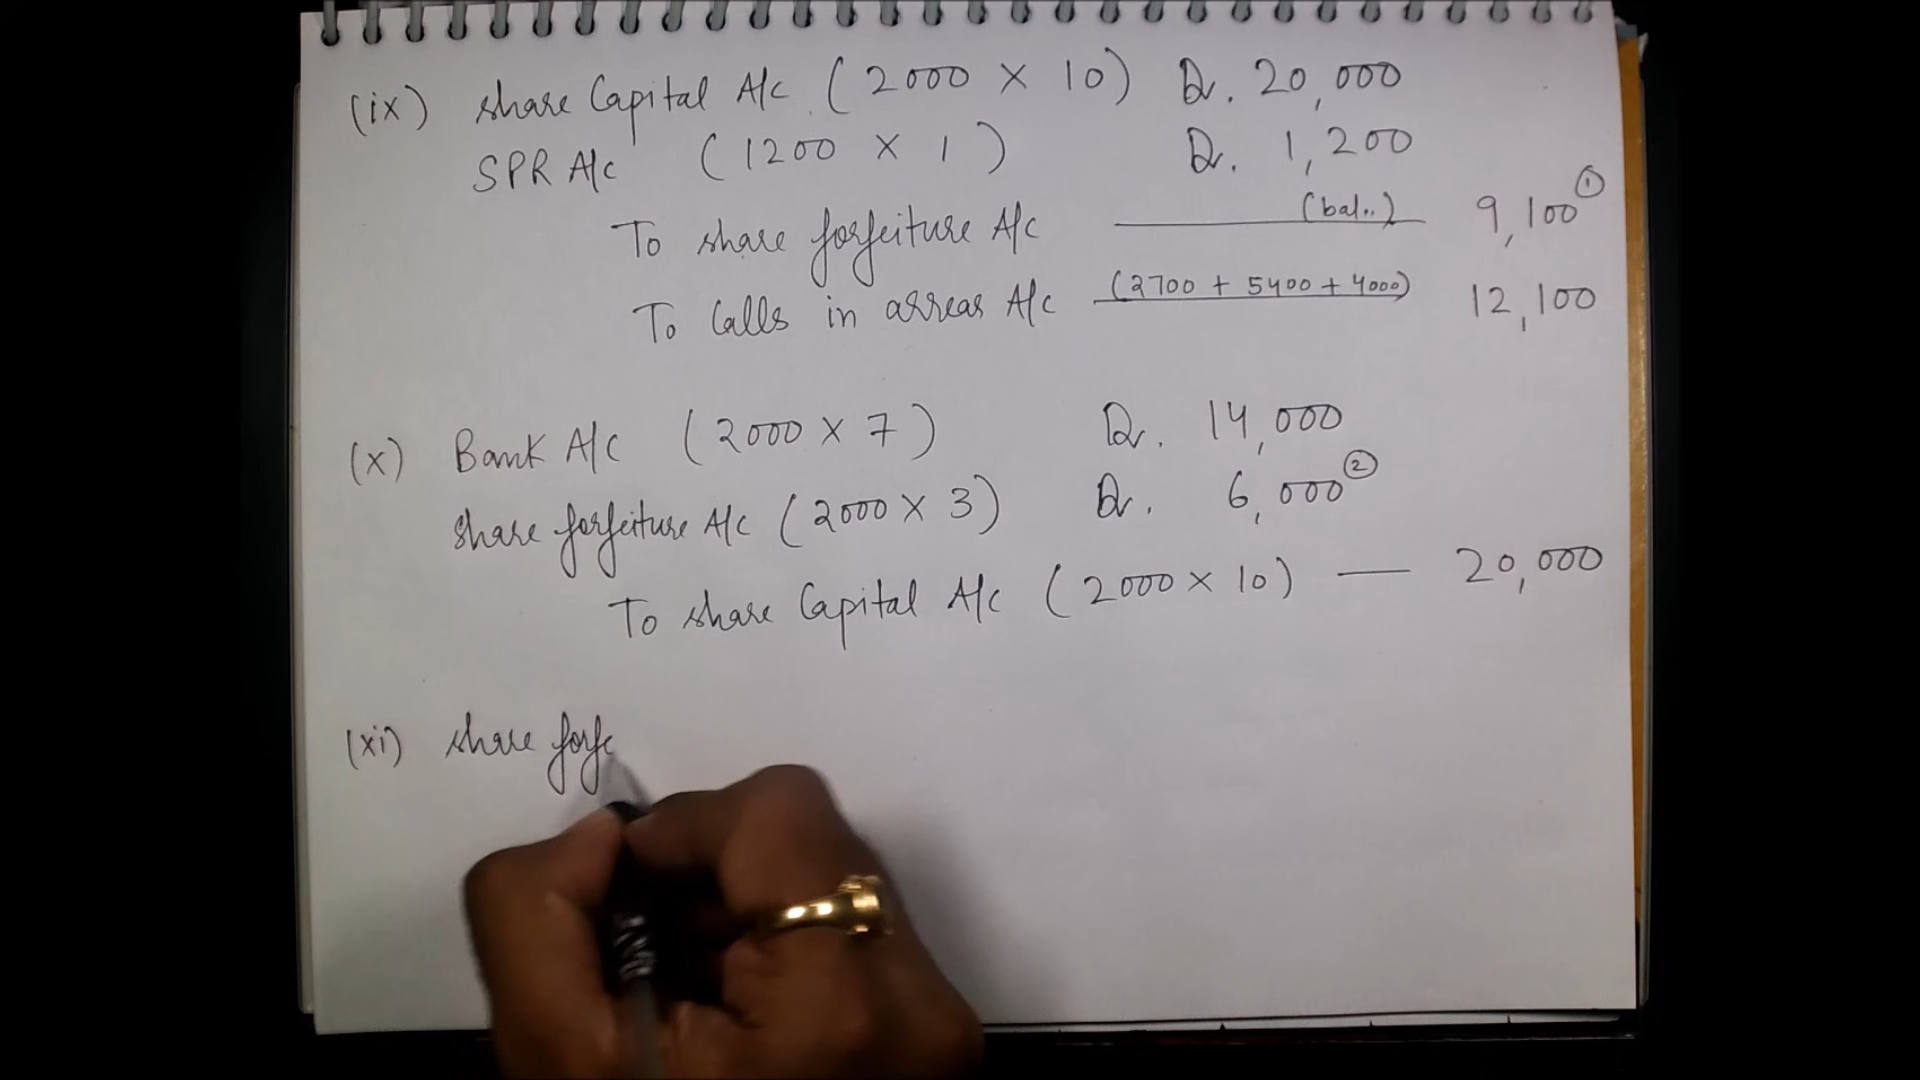 (ix) share Capital A/c (2000 × 10) Dr. 20,000
SPR A/c (1200 × 1) Dr. 1,200
To share forfeiture A/c (bal..) 9,100 ①
To Calls in arrears A/c (2700 + 5400 + 4000) 12,100
(x) Bank A/c (2000 × 7) Dr. 14,000
share forfeiture A/c (2000 × 3) Dr. 6,000 ②
To share Capital A/c (2000 × 10) — 20,000
(xi) share forfe